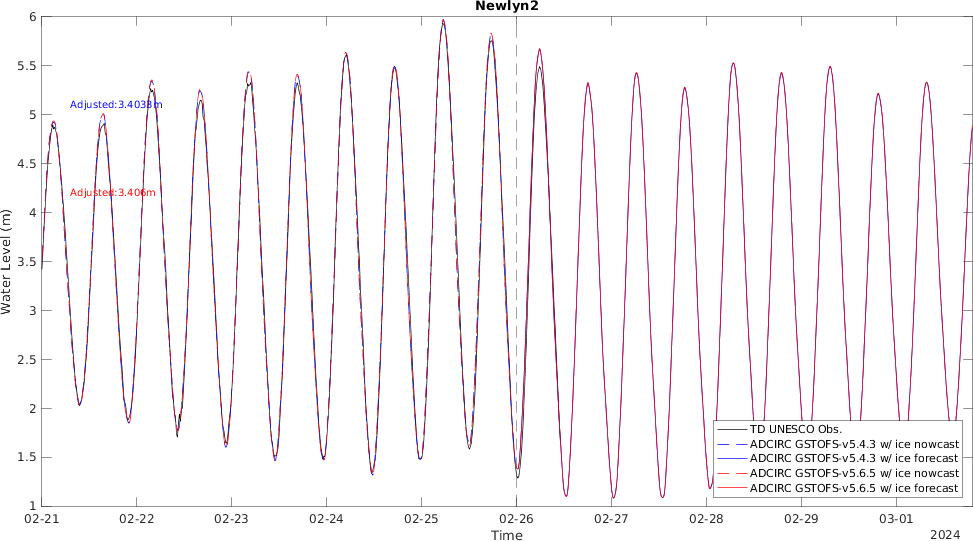 Newlyn2
6
5.5
5
4.5
4
3.5
3
2.5
2
1.5
1
Water Level (m)
Adjusted:3.4033m
Adjusted:3.406m
TD UNESCO Obs.
ADCIRC GSTOFS-v5.4.3 w/ ice nowcast
ADCIRC GSTOFS-v5.4.3 w/ ice forecast
ADCIRC GSTOFS-v5.6.5 w/ ice nowcast
ADCIRC GSTOFS-v5.6.5 w/ ice forecast
02-21 02-22 02-23 02-24 02-25 02-26 02-27 02-28 02-29 03-01
Time
2024